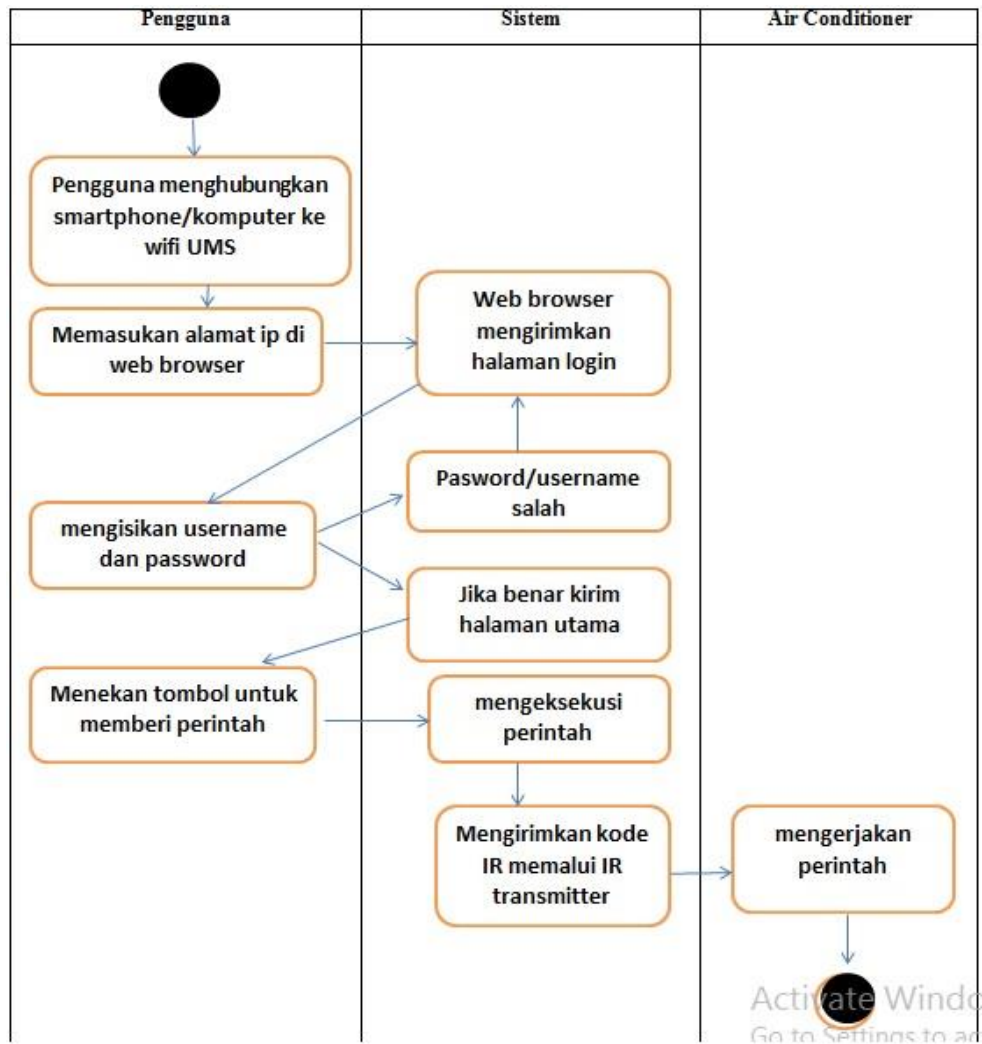 Pengguna
Sistem
Air Conditioner
Pengguna menghubungkan
smartphone/komputer ke
wifi UMS
Memasukan alamat ip di
web browser
Web browser
mengirimkan
halaman login
Pasword/username
salah
mengisikan username
dan password
Jika benar kirim
halaman utama
Menekan tombol untuk
memberi perintah
mengeksekusi
perintah
Mengirimkan kode
IR memalui IR
transmitter
mengerjakan
perintah
Activate Windo
Go to Settings to ac